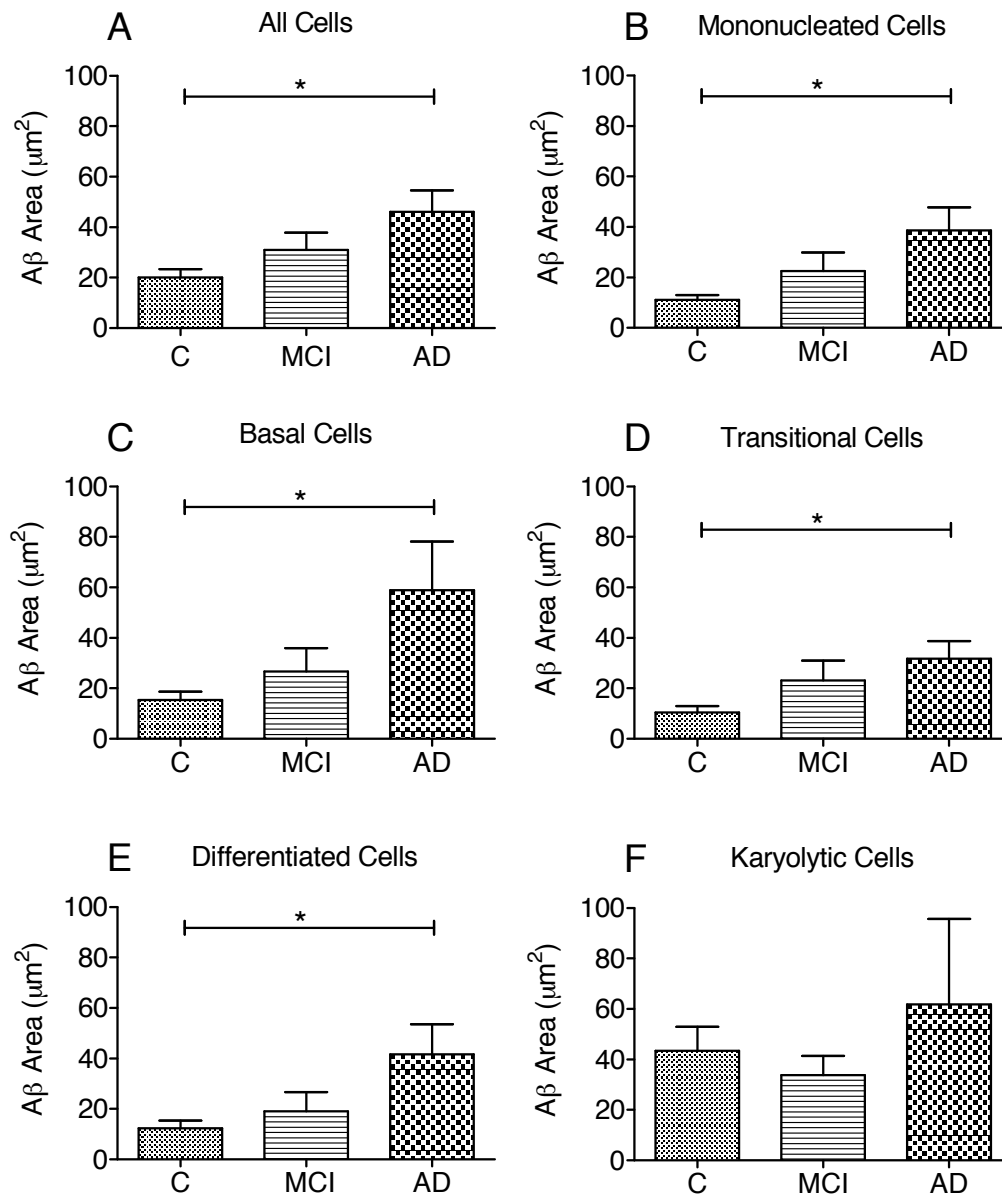 A All Cells
*
Aβ Area (μm²)
100
80
60
40
20
0
C MCI AD
B Mononucleated Cells
*
Aβ Area (μm²)
100
80
60
40
20
0
C MCI AD
C Basal Cells
*
Aβ Area (μm²)
100
80
60
40
20
0
C MCI AD
D Transitional Cells
*
Aβ Area (μm²)
100
80
60
40
20
0
C MCI AD
E Differentiated Cells
*
Aβ Area (μm²)
100
80
60
40
20
0
C MCI AD
F Karyolytic Cells
Aβ Area (μm²)
100
80
60
40
20
0
C MCI AD